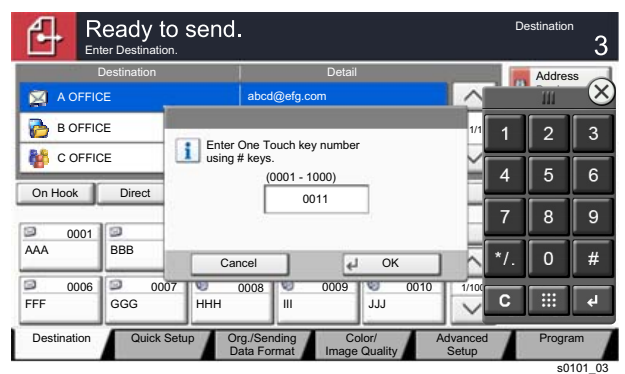 Ready to send.
Enter Destination.
Destination
3
Destination
Detail
Address
A OFFICE
abcd@efg.com
B OFFICE
1/1
C OFFICE
Enter One Touch key number
using # keys.
(0001 - 1000)
0011
Cancel
OK
On Hook
Direct
0001
AAA
BBB
0006
FFF
0007
GGG
0008
HHH
0009
III
0010
JJJ
1/100
1
2
3
4
5
6
7
8
9
*/.
0
#
C
Destination
Quick Setup
Org./Sending
Data Format
Color/
Image Quality
Advanced
Setup
Program
s0101_03